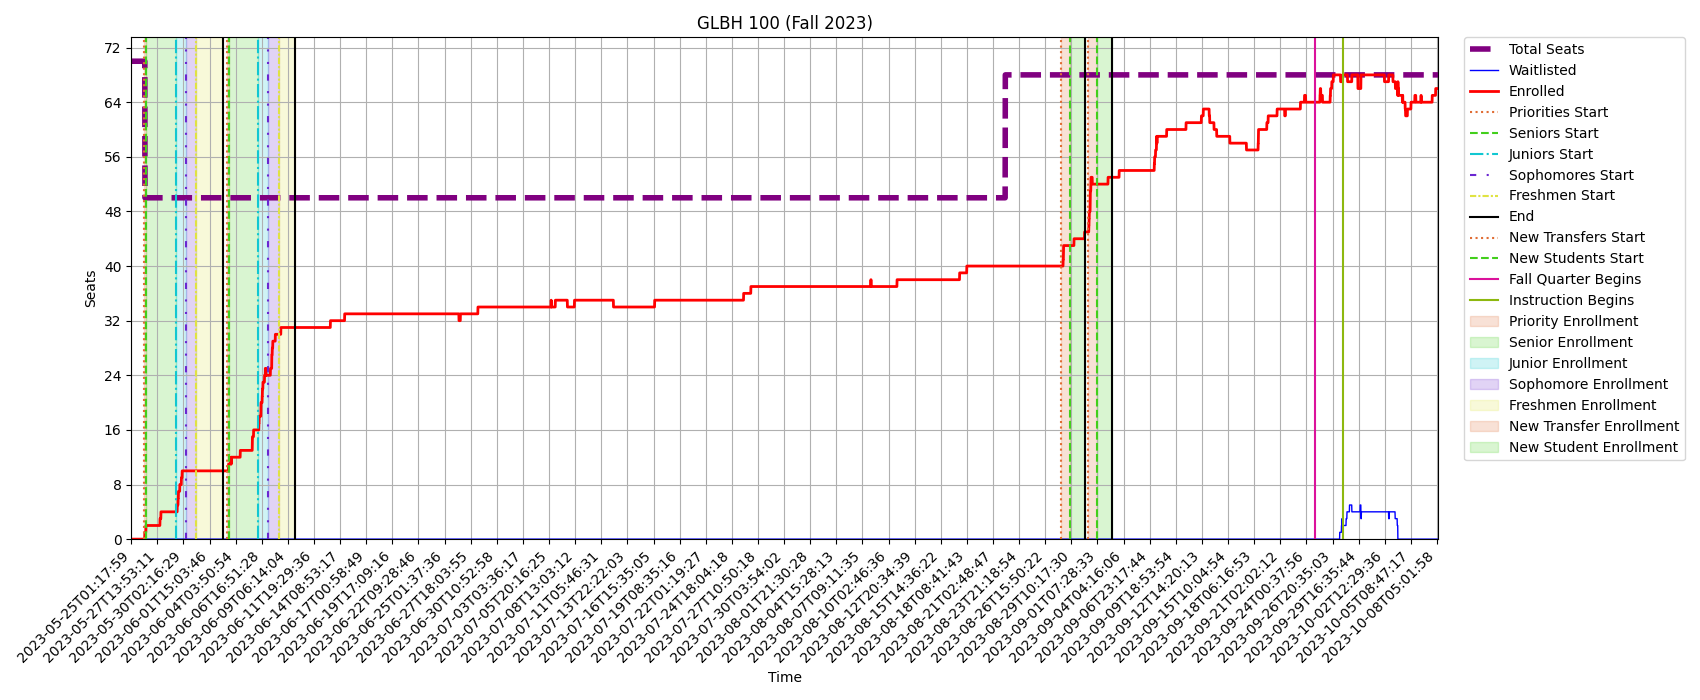 GLBH 100 (Fall 2023)
72
64
56
48
40
32
24
16
8
0
Seats
2023-05-25T01:17:59
2023-05-27T13:53:11
2023-05-30T02:16:29
2023-06-01T15:03:46
2023-06-04T03:50:54
2023-06-06T16:51:28
2023-06-09T06:14:04
2023-06-11T19:29:36
2023-06-14T08:53:17
2023-06-17T00:58:49
2023-06-19T17:09:16
2023-06-22T09:28:46
2023-06-25T01:37:36
2023-06-27T18:03:55
2023-06-30T10:52:58
2023-07-03T03:36:17
2023-07-05T20:16:25
2023-07-08T13:03:12
2023-07-11T05:46:31
2023-07-13T22:22:03
2023-07-16T15:35:05
2023-07-19T08:35:16
2023-07-22T01:19:27
2023-07-24T18:04:18
2023-07-27T10:50:18
2023-07-30T03:54:02
2023-08-01T21:30:28
2023-08-04T15:28:13
2023-08-07T09:11:35
2023-08-10T02:46:36
2023-08-12T20:34:39
2023-08-15T14:36:22
2023-08-18T08:41:43
2023-08-21T02:48:47
2023-08-23T21:18:54
2023-08-26T15:50:22
2023-08-29T10:17:30
2023-09-01T07:28:33
2023-09-04T04:16:06
2023-09-06T23:17:44
2023-09-09T18:53:54
2023-09-12T14:20:13
2023-09-15T10:04:54
2023-09-18T06:16:53
2023-09-21T02:02:12
2023-09-24T00:37:56
2023-09-26T20:35:03
2023-09-29T16:35:44
2023-10-02T12:29:36
2023-10-05T08:47:17
2023-10-08T05:01:58
Time
Total Seats
Waitlisted
Enrolled
Priorities Start
Seniors Start
Juniors Start
Sophomores Start
Freshmen Start
End
New Transfers Start
New Students Start
Fall Quarter Begins
Instruction Begins
Priority Enrollment
Senior Enrollment
Junior Enrollment
Sophomore Enrollment
Freshmen Enrollment
New Transfer Enrollment
New Student Enrollment